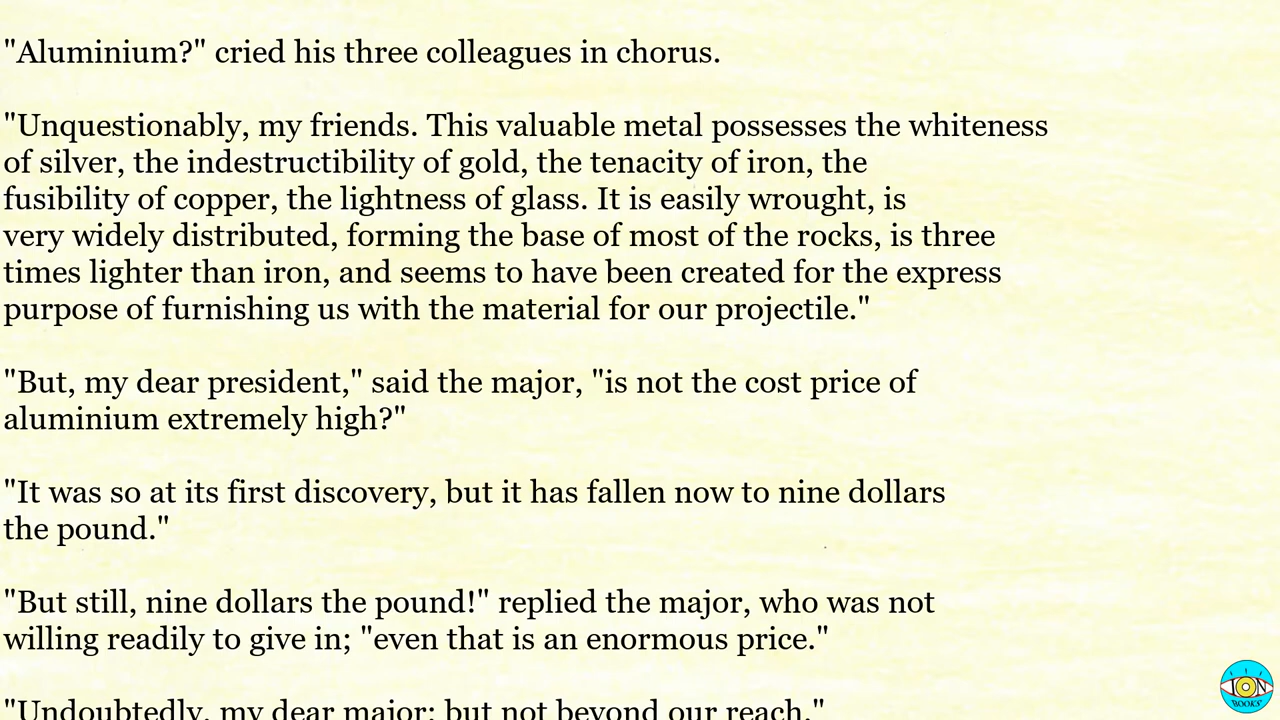 "Aluminium?" cried his three colleagues in chorus.
"Unquestionably, my friends. This valuable metal possesses the whiteness
of silver, the indestructibility of gold, the tenacity of iron, the
fusibility of copper, the lightness of glass. It is easily wrought, is
very widely distributed, forming the base of most of the rocks, is three
times lighter than iron, and seems to have been created for the express
purpose of furnishing us with the material for our projectile."
"But, my dear president," said the major, "is not the cost price of
aluminium extremely high?"
"It was so at its first discovery, but it has fallen now to nine dollars
the pound."
"But still, nine dollars the pound!" replied the major, who was not
willing readily to give in; "even that is an enormous price."
"Undoubtedly, my dear major; but not beyond our reach."
ION
BOOKS